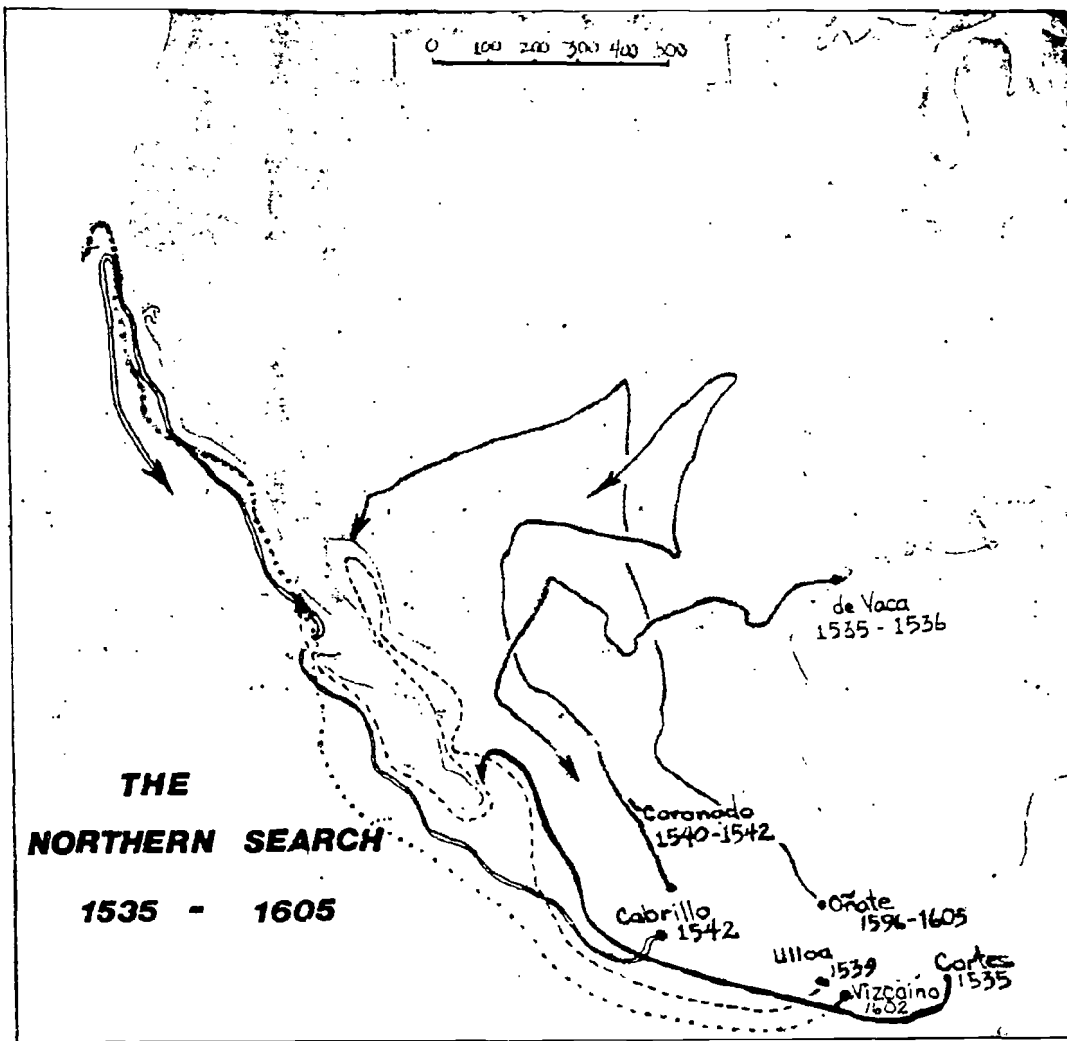 0 100 200 300 400 500
de Vaca
1535 - 1536
THE
NORTHERN SEARCH
1535 - 1605
Coronado
1540-1542
Cabrillo
1542
Oñate
1596-1605
Ulloa
1539
Vizcaino
1602
Cortes
1535